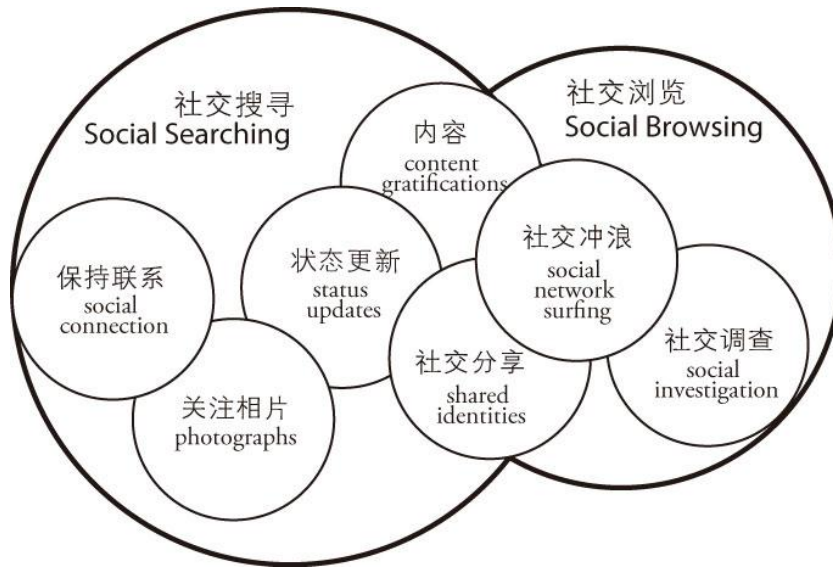 社交搜寻
Social Searching
社交浏览
Social Browsing
内容
content
gratifications
保持联系
social
connection
状态更新
status
updates
社交冲浪
social
network
surfing
关注相片
photographs
社交分享
shared
identities
社交调查
social
investigation